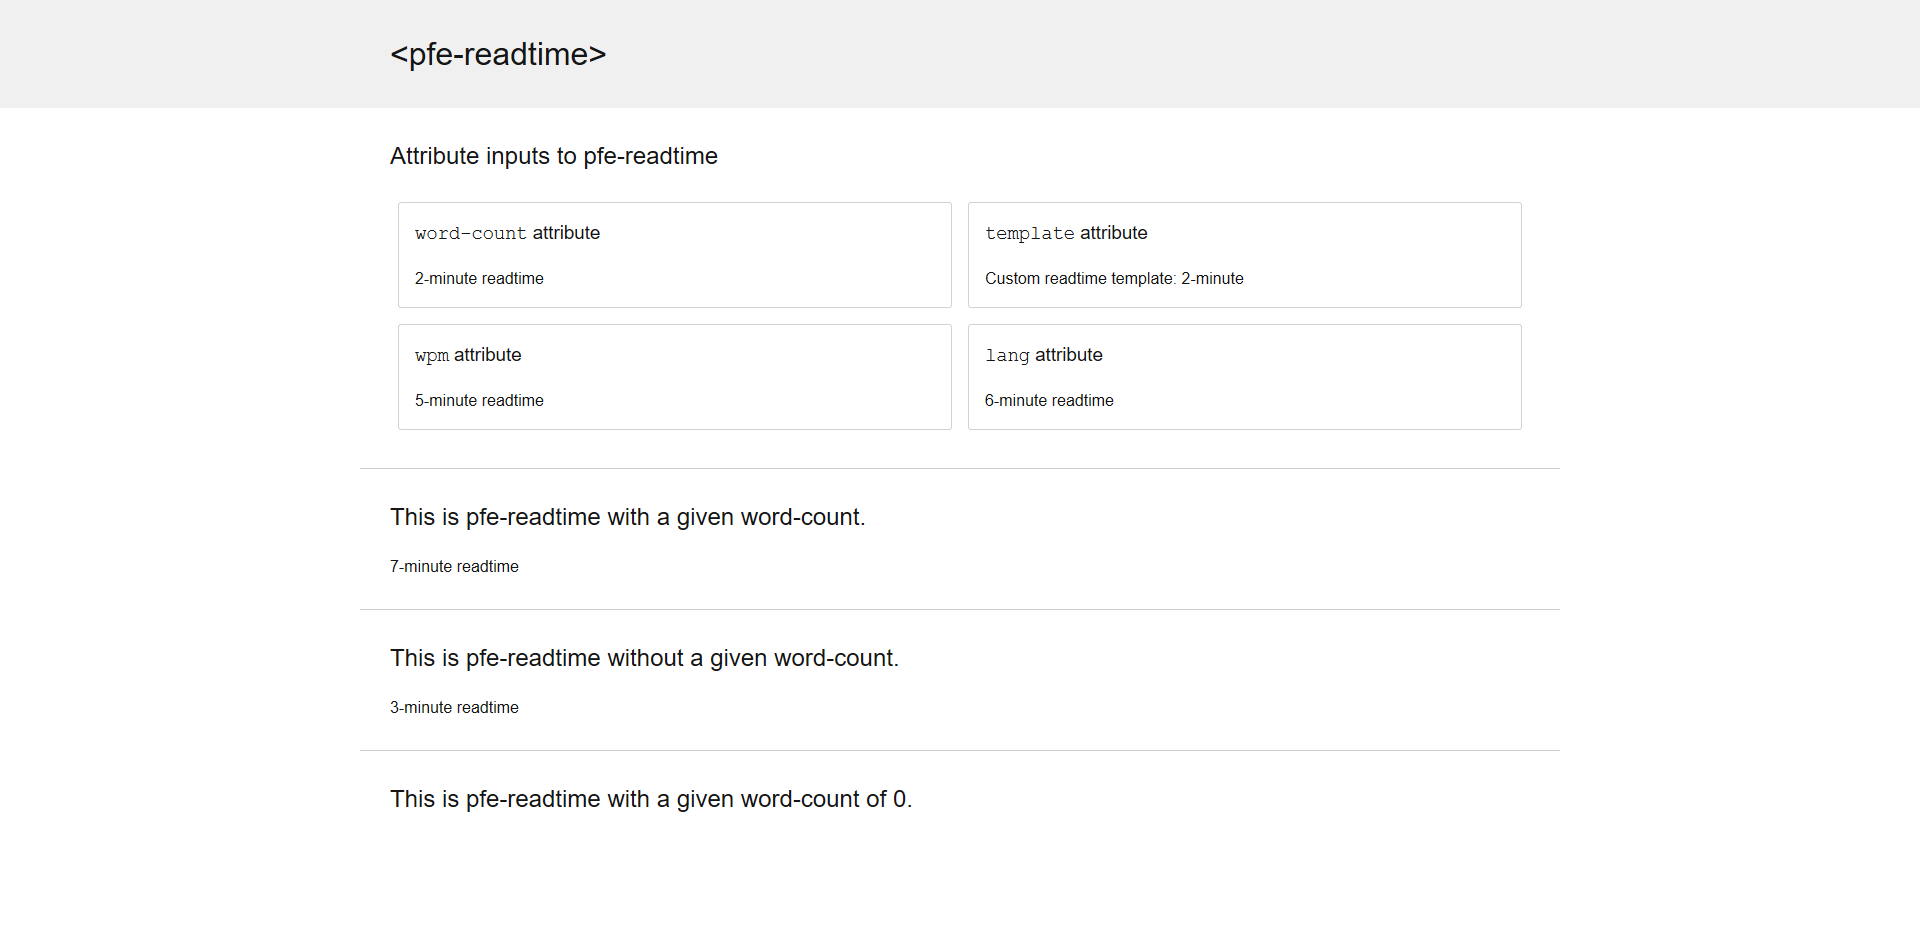 <pfe-readtime>
Attribute inputs to pfe-readtime
word-count attribute
2-minute readtime
template attribute
Custom readtime template: 2-minute
wpm attribute
5-minute readtime
lang attribute
6-minute readtime
This is pfe-readtime with a given word-count.
7-minute readtime
This is pfe-readtime without a given word-count.
3-minute readtime
This is pfe-readtime with a given word-count of 0.